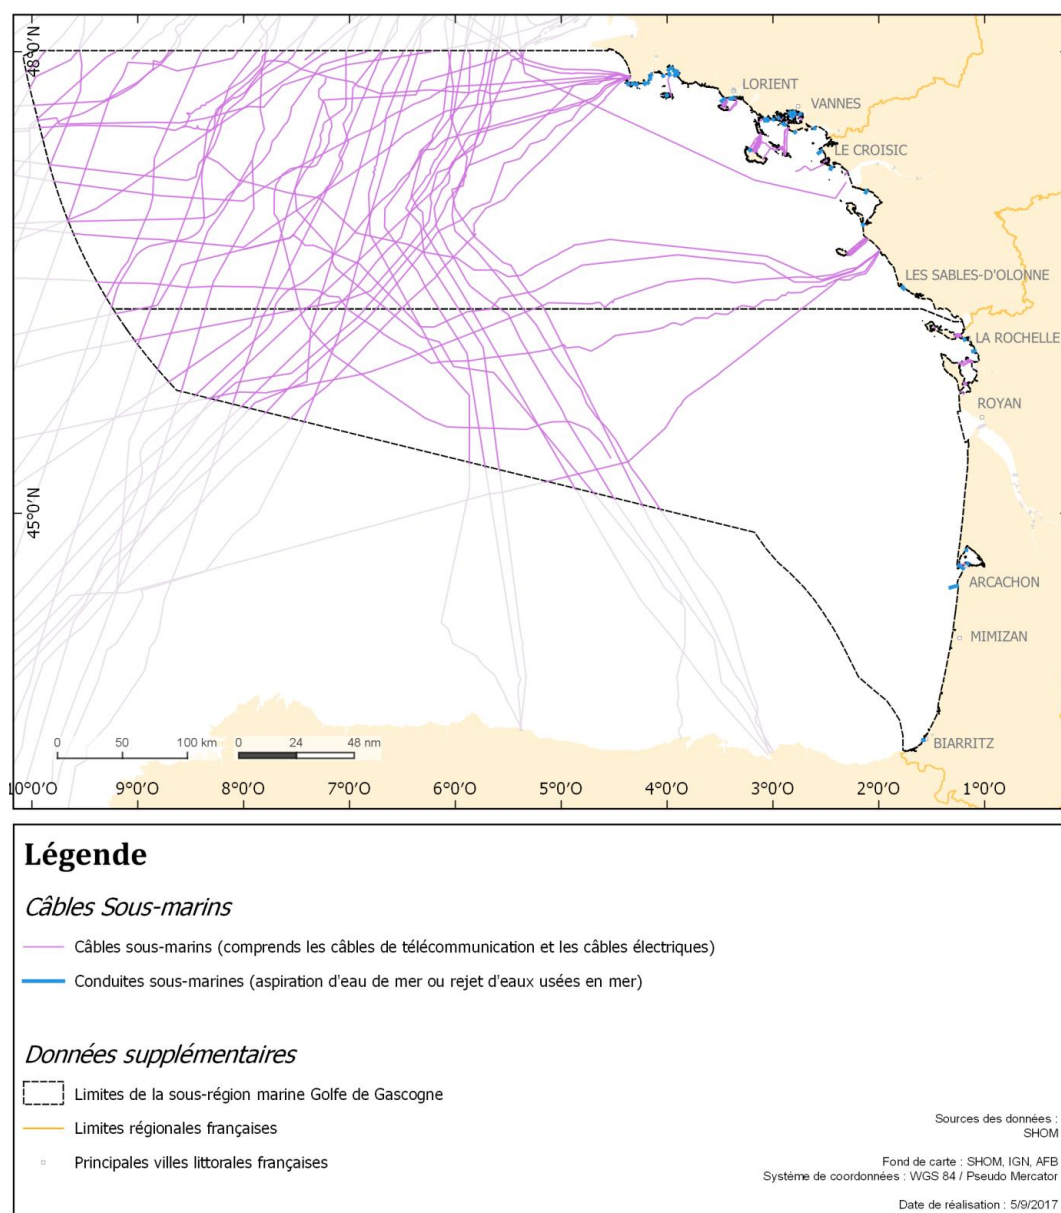 48°0'N
LORIENT
VANNES
LE CROISIC
LES SABLES-D'OLONNE
LA ROCHELLE
ROYAN
45°0'N
ARCACHON
MIMIZAN
0 50 100 km 0 24 48 nm
BIARRITZ
10°0'O 9°0'O 8°0'O 7°0'O 6°0'O 5°0'O 4°0'O 3°0'O 2°0'O 1°0'O
Légende
Câbles Sous-marins
Câbles sous-marins (comprends les câbles de télécommunication et les câbles électriques)
Conduites sous-marines (aspiration d'eau de mer ou rejet d'eaux usées en mer)
Données supplémentaires
Limites de la sous-région marine Golfe de Gascogne
Limites régionales françaises
Principales villes littorales françaises
Sources des données :
SHOM
Fond de carte : SHOM, IGN, AFB
Système de coordonnées : WGS 84 / Pseudo Mercator
Date de réalisation : 5/9/2017